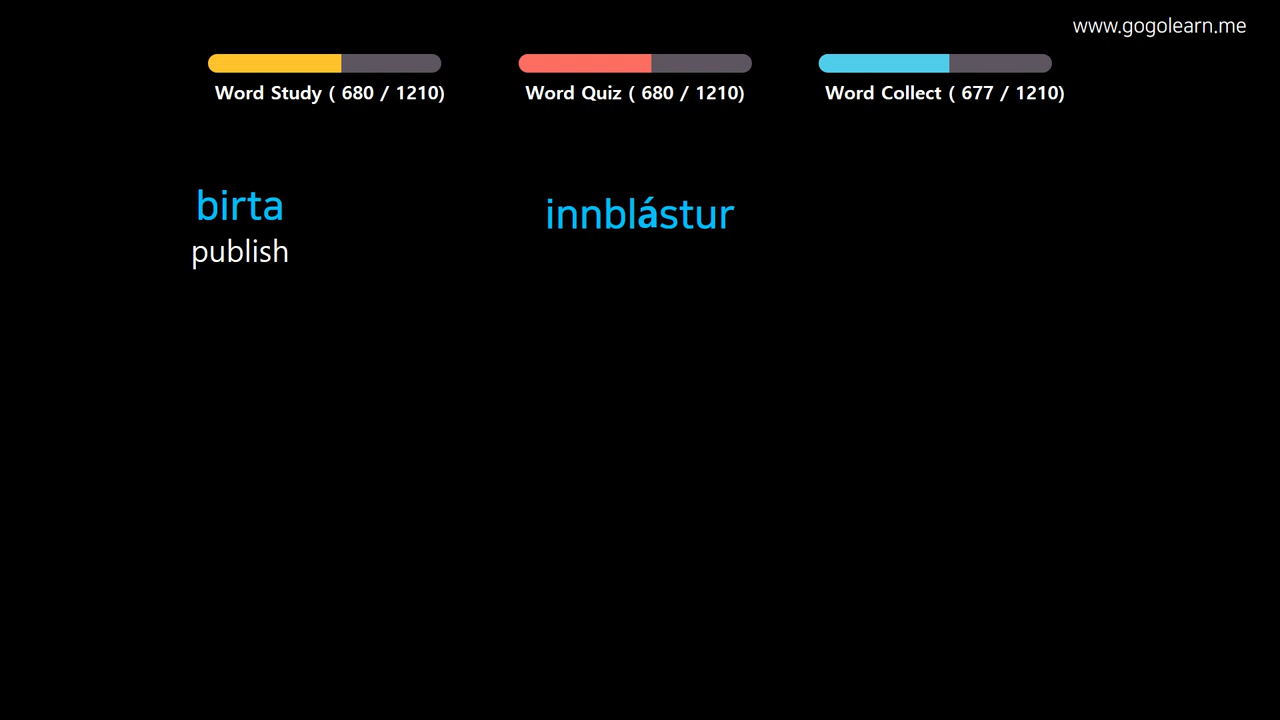 www.gogolearn.me
Word Study ( 680 / 1210)
Word Quiz ( 680 / 1210)
Word Collect ( 677 / 1210)
birta
publish
innblástur